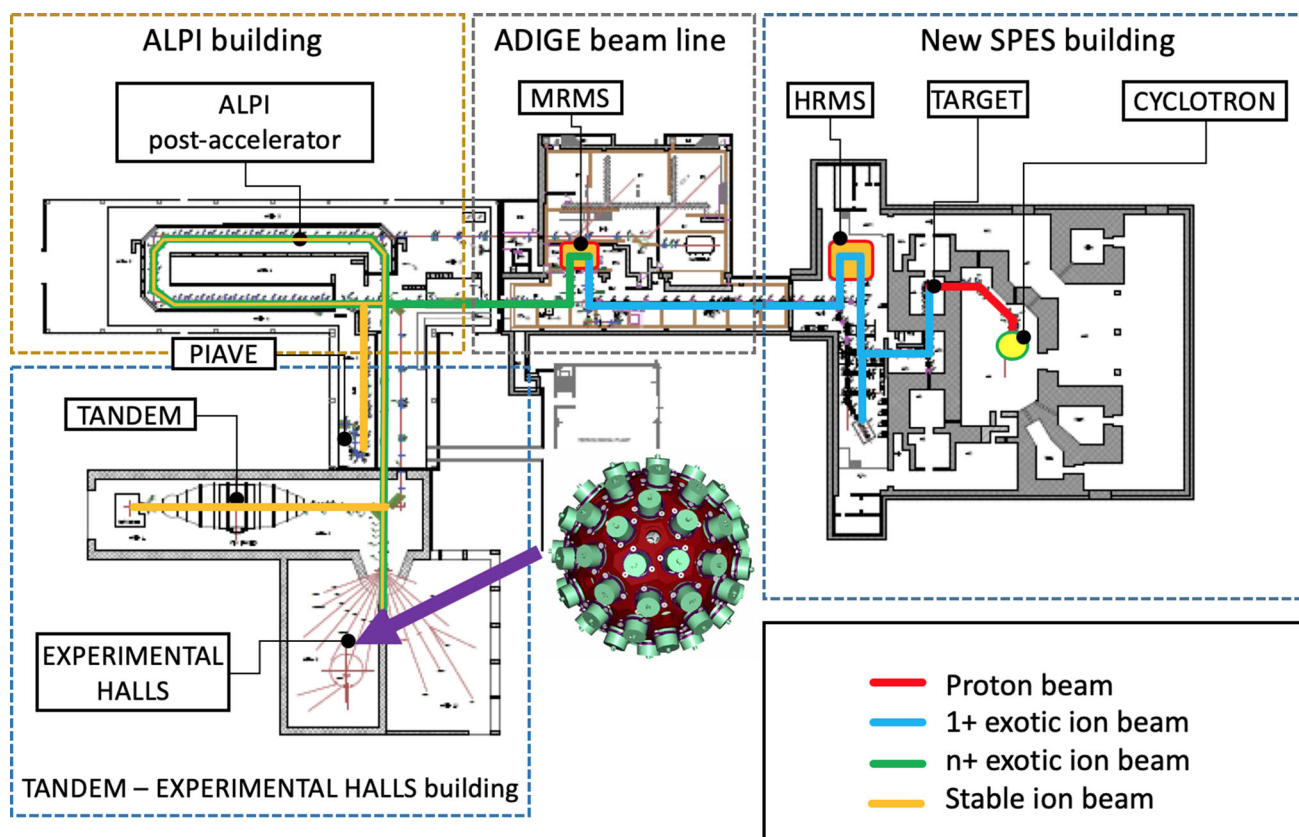 ALPI building
ADIGE beam line
New SPES building
ALPI
post-accelerator
MRMS
HRMS
TARGET
CYCLOTRON
PIAVE
TANDEM
EXPERIMENTAL
HALLS
TANDEM – EXPERIMENTAL HALLS building
Proton beam
1+ exotic ion beam
n+ exotic ion beam
Stable ion beam